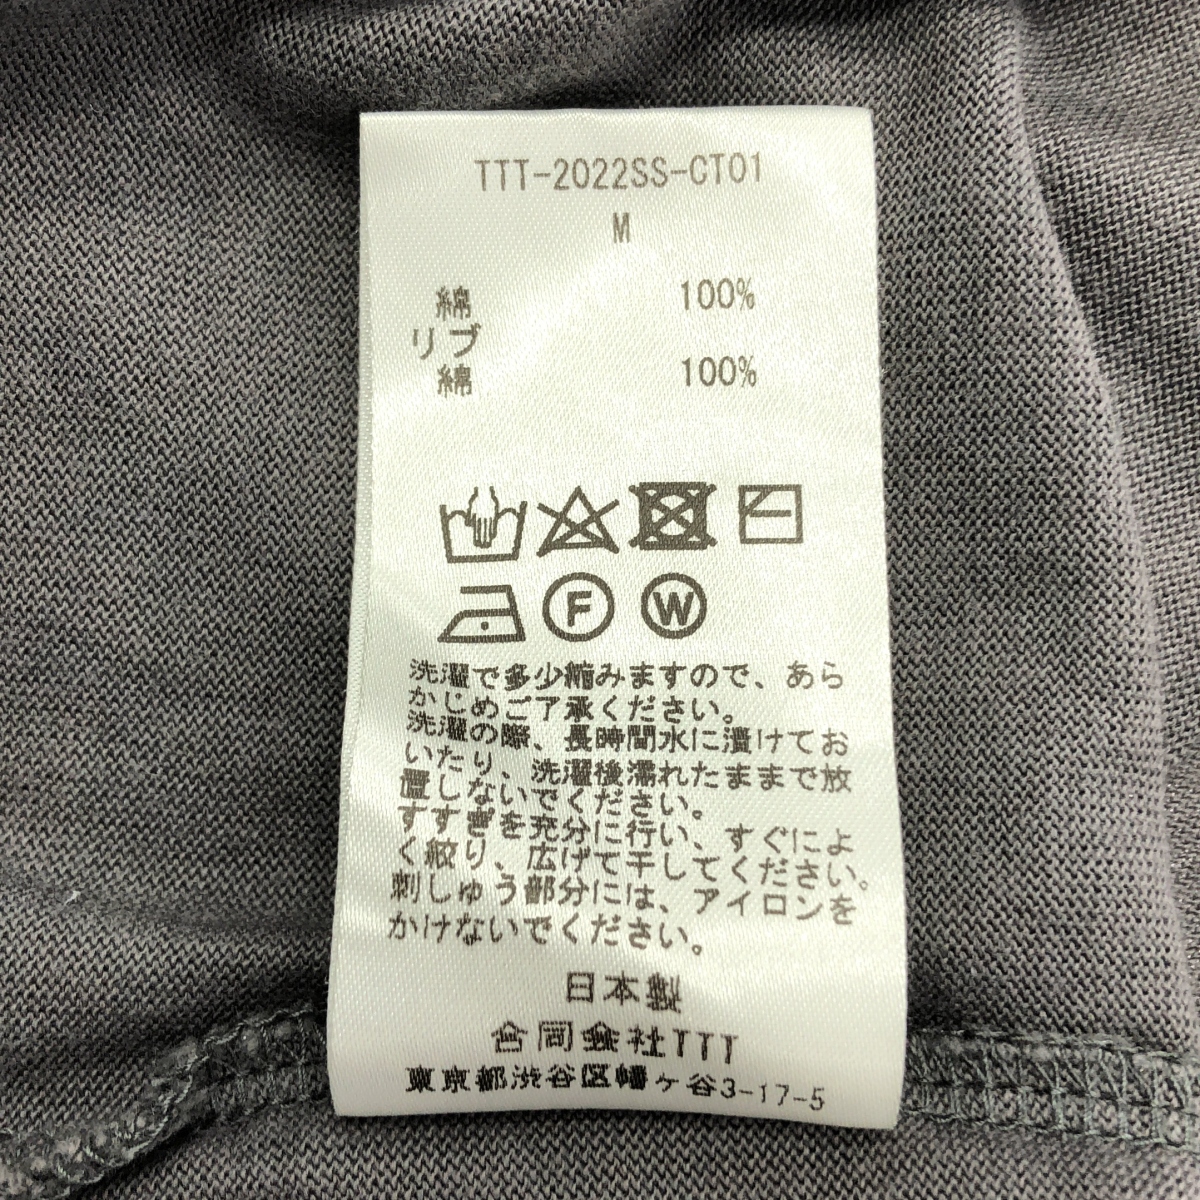 TTT-2022SS-CT01
M
綿 100%
リブ
綿 100%
F W
洗濯で多少縮みますので、あら
かじめご了承ください。
洗濯の際、長時間水に漬けてお
いたり、洗濯後濡れたままで放
置しないでください。
すすぎを充分に行い、すぐによ
く絞り、広げて干してください。
刺しゅう部分には、アイロンを
かけないでください。
日本製
合同会社TTT
東京都渋谷区幡ヶ谷3-17-5